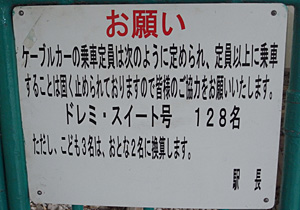 お願い
ケーブルカーの乗車定員は次のように定められ、定員以上に乗車
することは固く止められておりますので皆様のご協力をお願いいたします。
ドレミ・スイート号 128名
ただし、こども3名は、おとな2名に換算します。
駅長